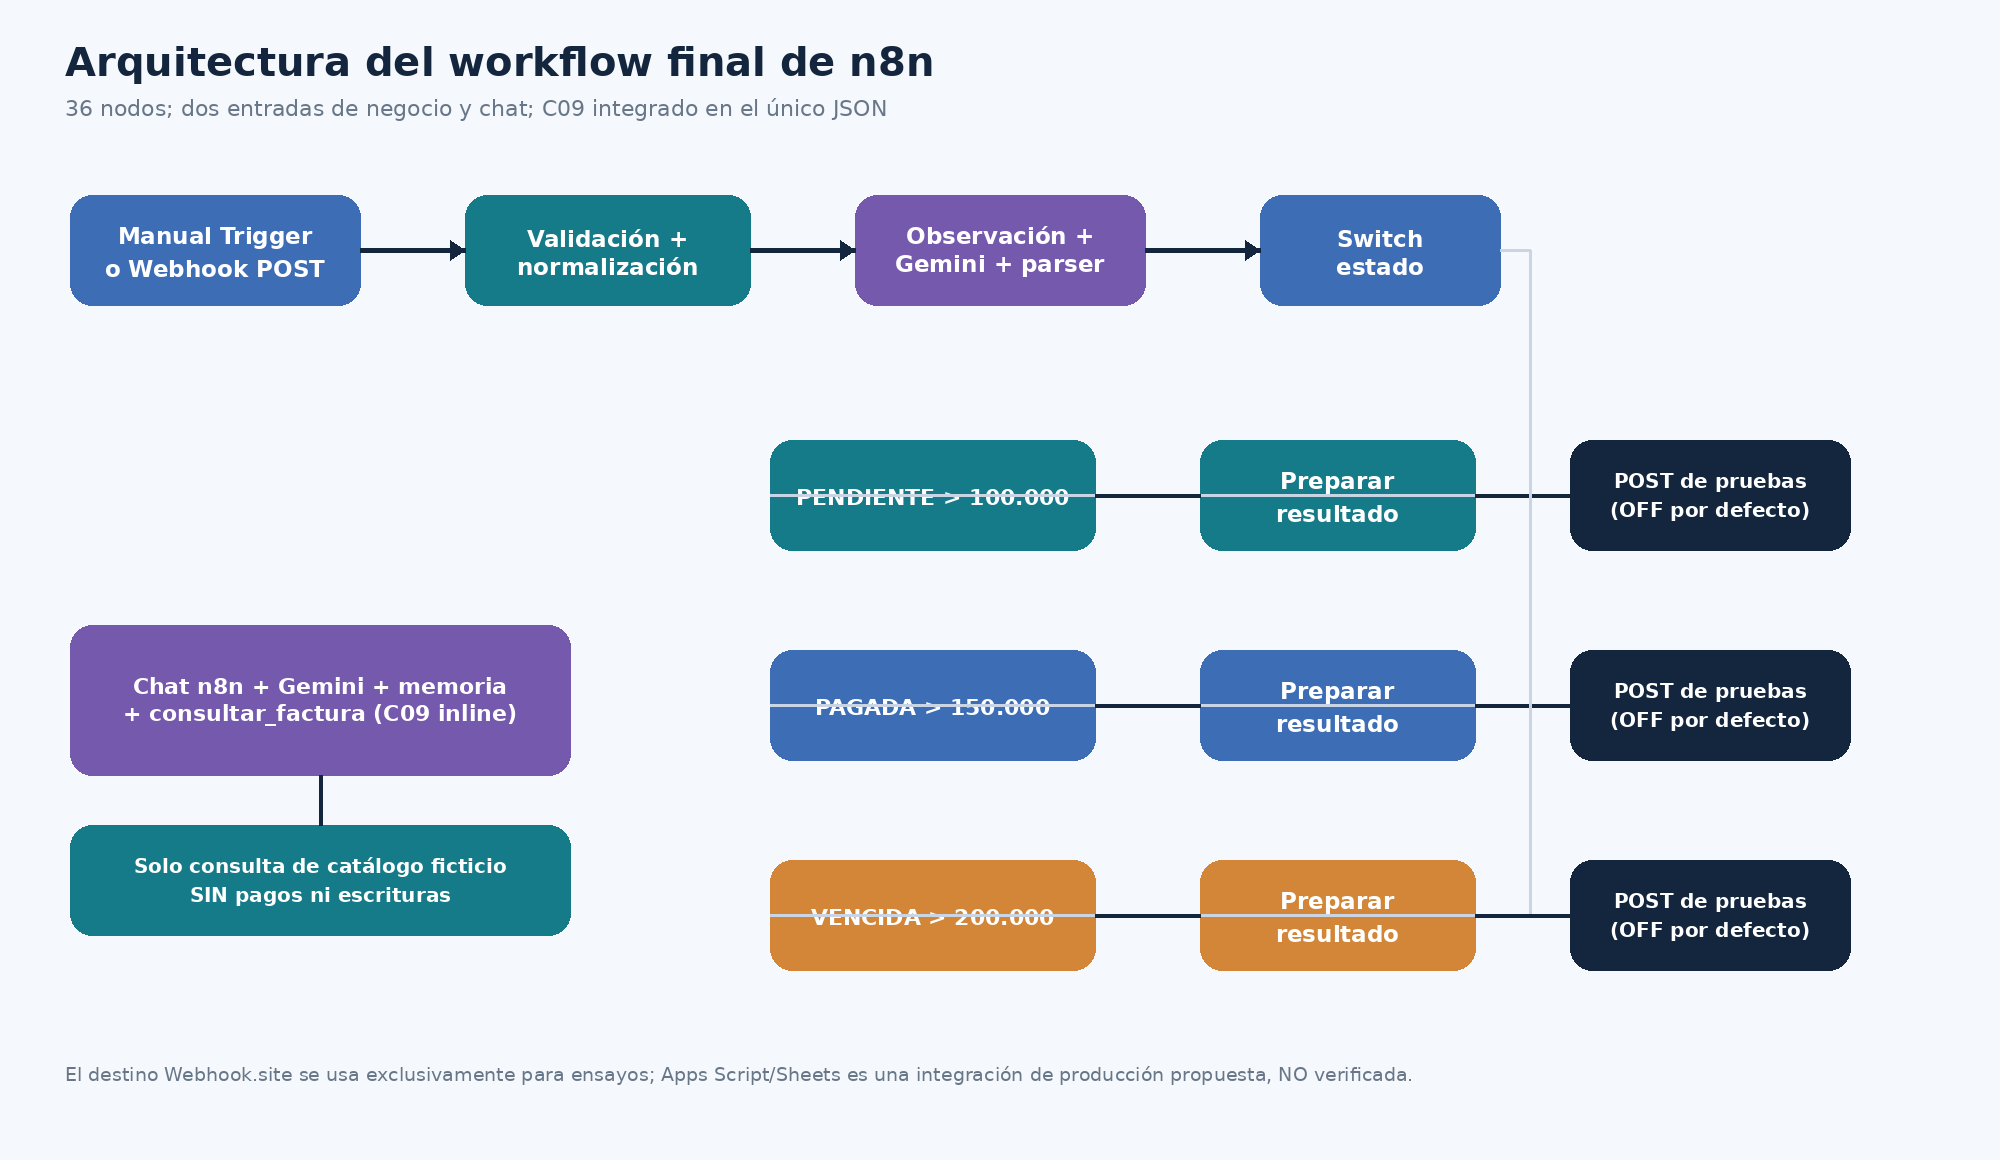 Arquitectura del workflow final de n8n
36 nodos; dos entradas de negocio y chat; C09 integrado en el único JSON
Manual Trigger
o Webhook POST
Validación +
normalización
Observación +
Gemini + parser
Switch
estado
PENDIENTE > 100.000
Preparar
resultado
POST de pruebas
(OFF por defecto)
Chat n8n + Gemini + memoria
+ consultar_factura (C09 inline)
PAGADA > 150.000
Preparar
resultado
POST de pruebas
(OFF por defecto)
Solo consulta de catálogo ficticio
SIN pagos ni escrituras
VENCIDA > 200.000
Preparar
resultado
POST de pruebas
(OFF por defecto)
El destino Webhook.site se usa exclusivamente para ensayos; Apps Script/Sheets es una integración de producción propuesta, NO verificada.